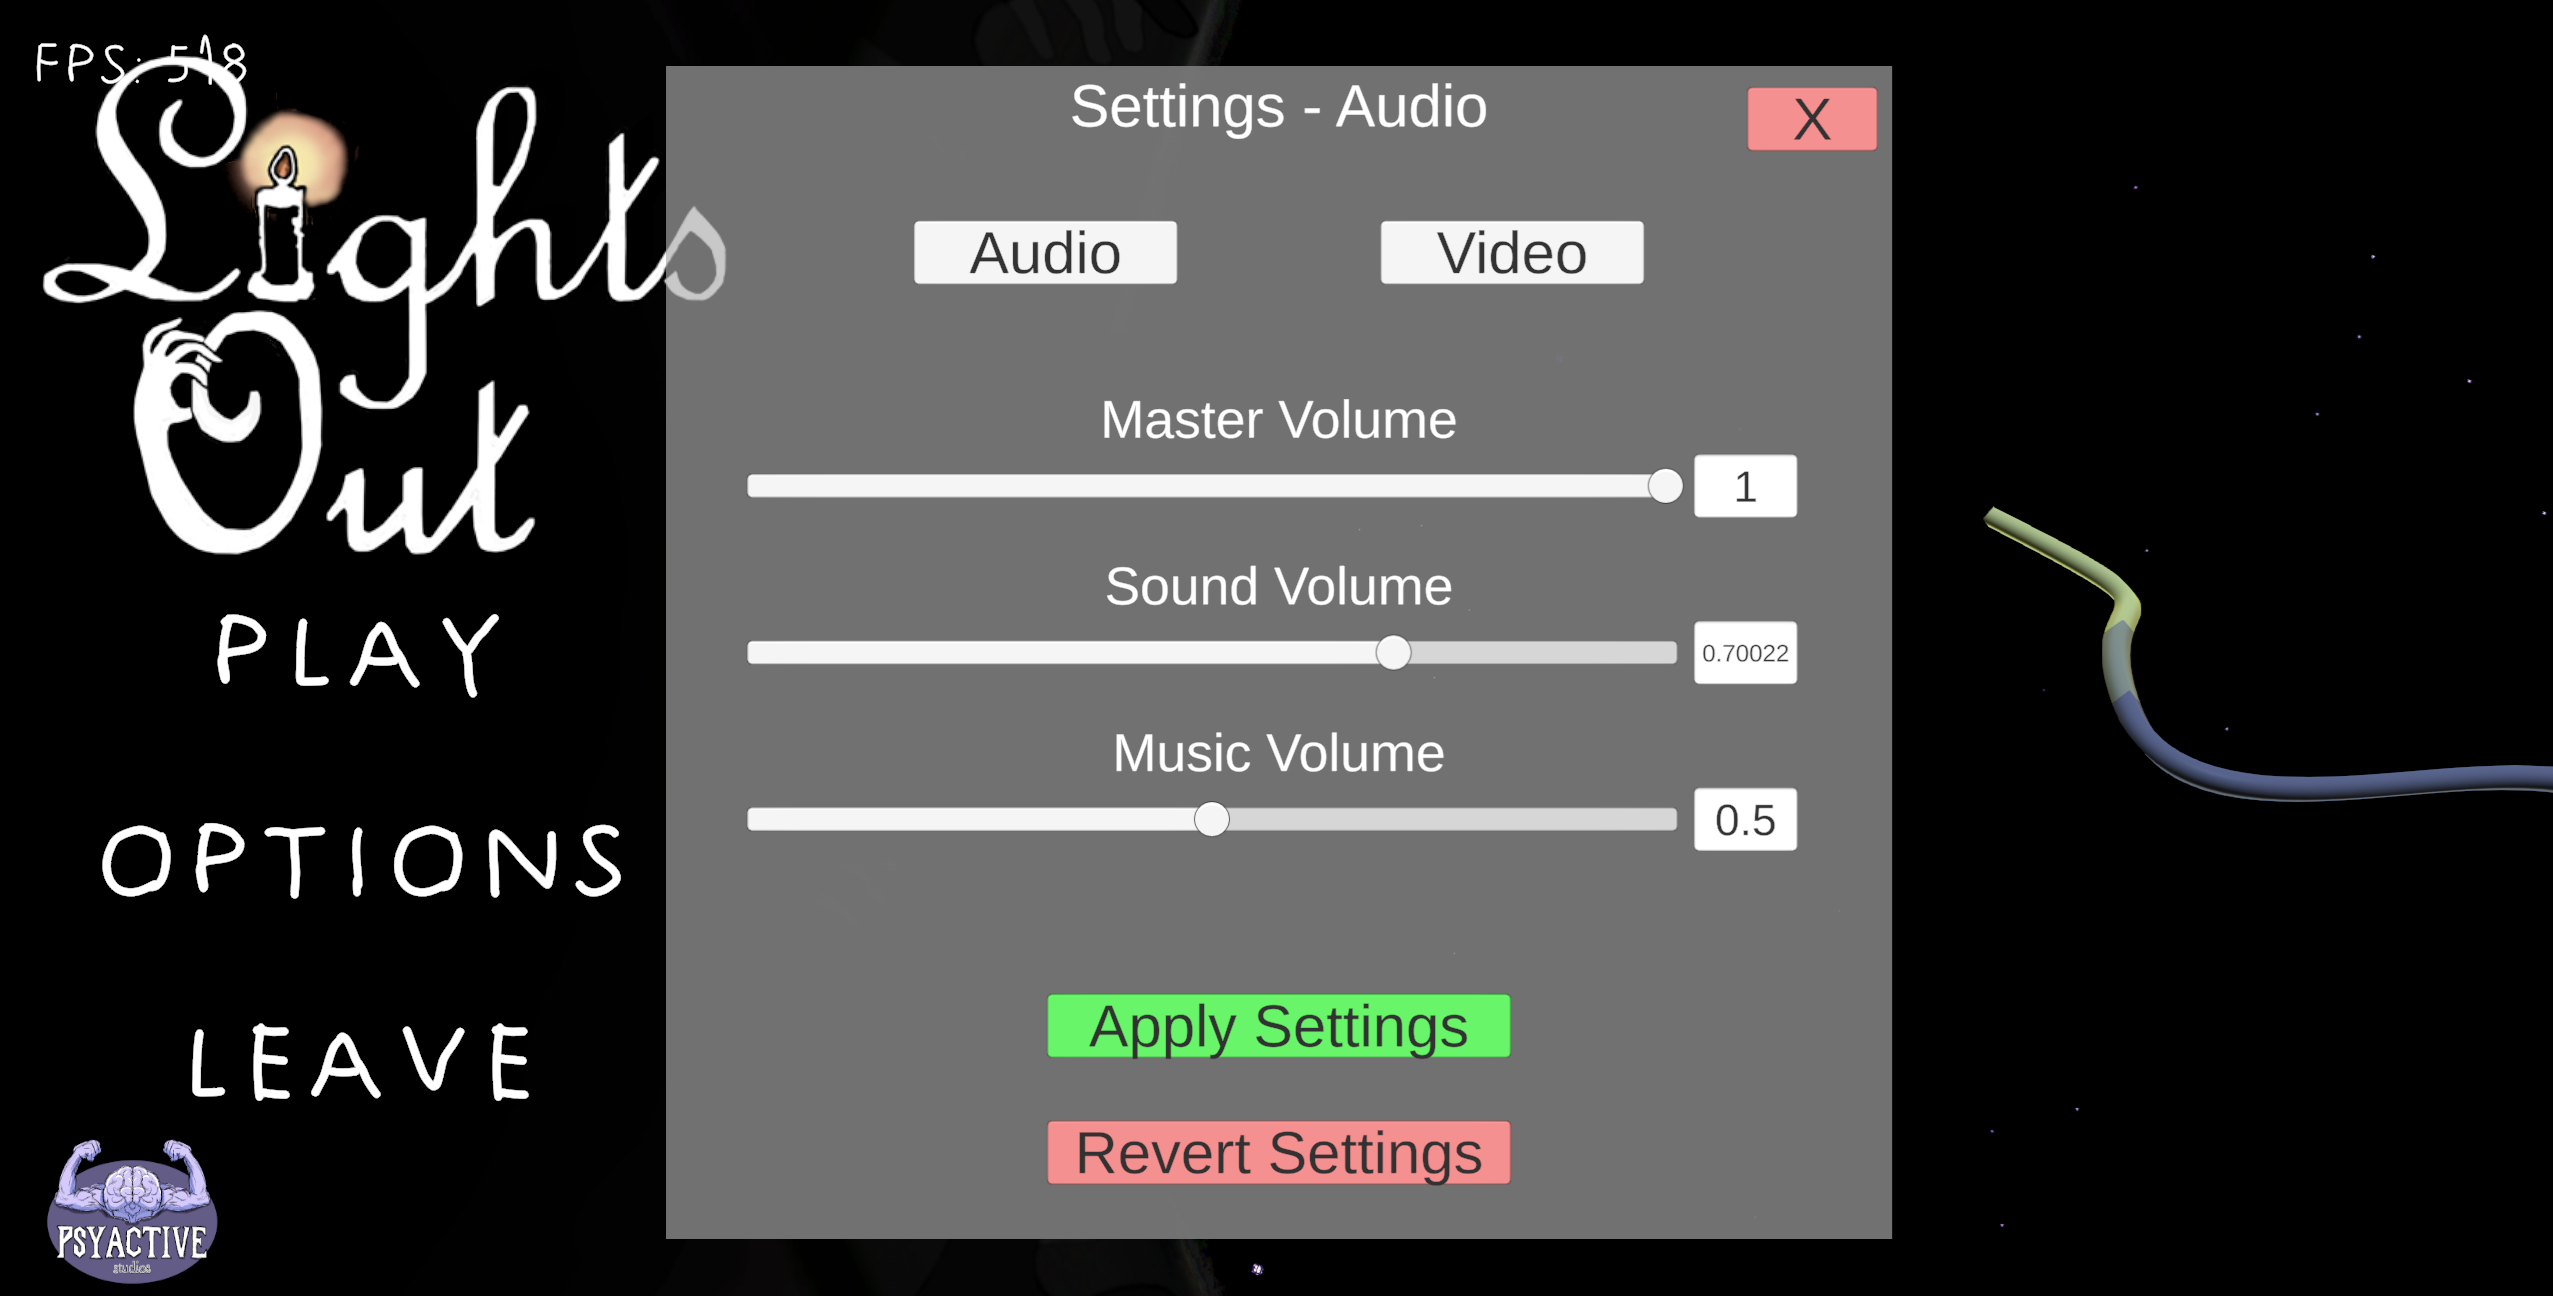 FPS: 518
Lights
Out
PLAY
OPTIONS
LEAVE
PSYACTIVE
studios
Settings - Audio
X
Audio
Video
Master Volume
1
Sound Volume
0.70022
Music Volume
0.5
Apply Settings
Revert Settings